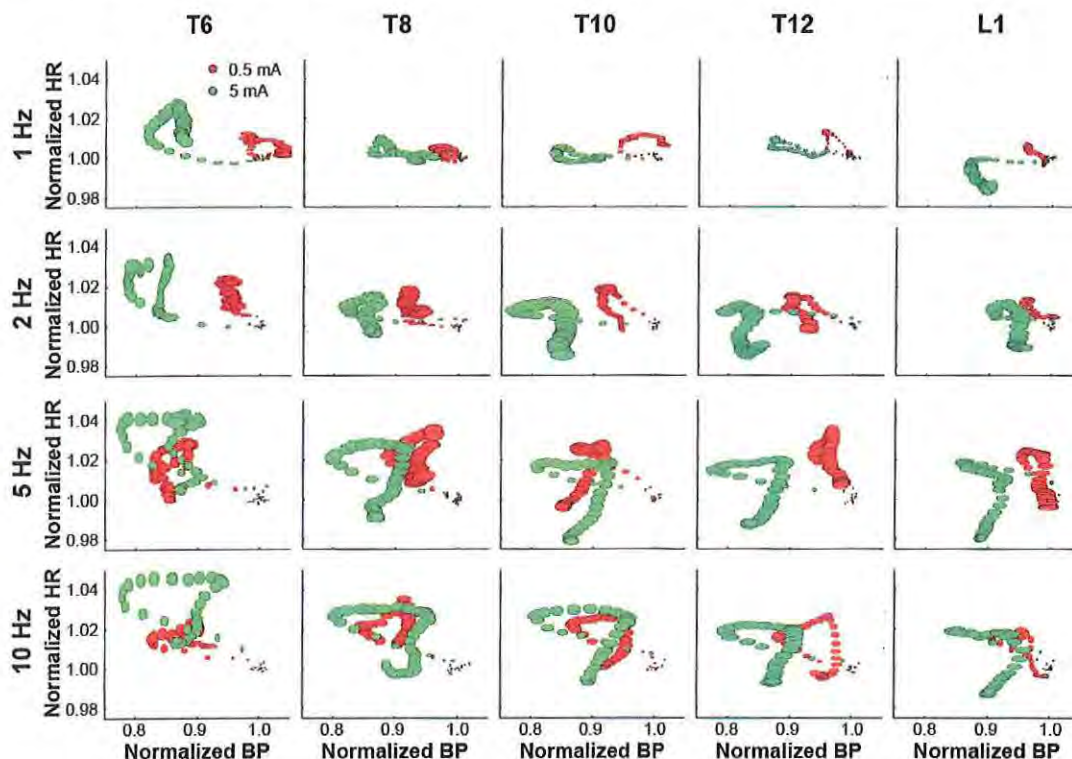 T6 T8 T10 T12 L1
1 Hz
Normalized HR
1.04
1.02
1.00
0.98
0.5 mA
5 mA
2 Hz
Normalized HR
1.04
1.02
1.00
0.98
5 Hz
Normalized HR
1.04
1.02
1.00
0.98
10 Hz
Normalized HR
1.04
1.02
1.00
0.98
0.8 0.9 1.0 0.8 0.9 1.0 0.8 0.9 1.0 0.8 0.9 1.0 0.8 0.9 1.0
Normalized BP Normalized BP Normalized BP Normalized BP Normalized BP